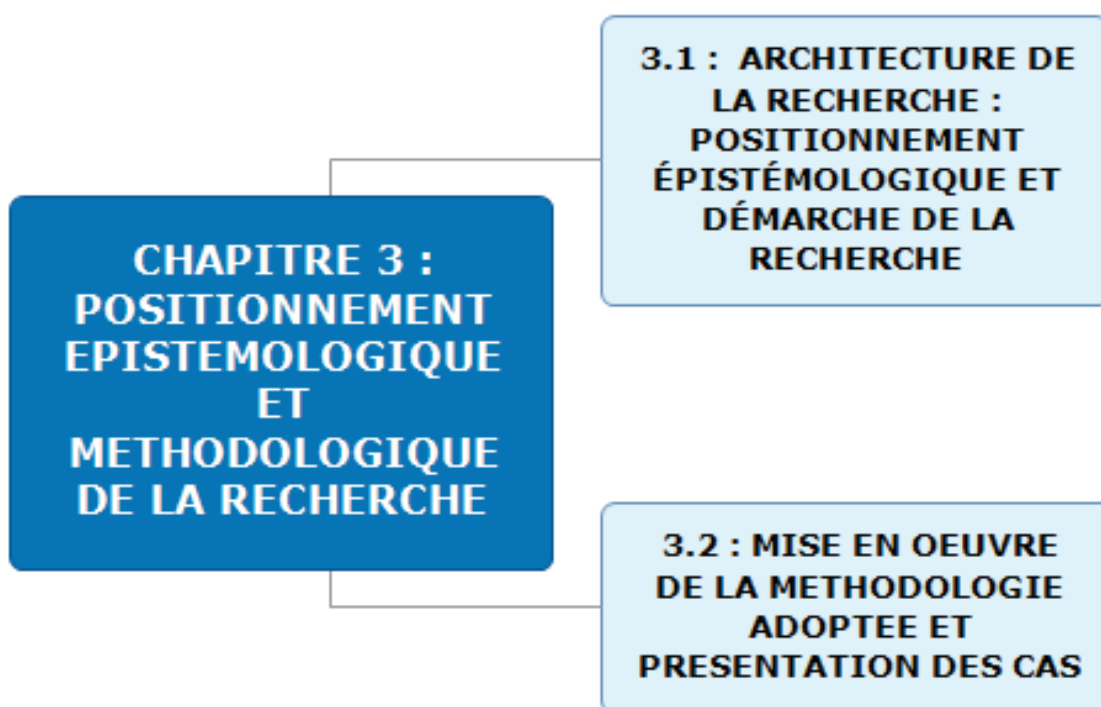 CHAPITRE 3 :
POSITIONNEMENT
EPISTEMOLOGIQUE
ET
METHODOLOGIQUE
DE LA RECHERCHE
3.1 : ARCHITECTURE DE
LA RECHERCHE :
POSITIONNEMENT
ÉPISTÉMOLOGIQUE ET
DÉMARCHE DE LA
RECHERCHE
3.2 : MISE EN OEUVRE
DE LA METHODOLOGIE
ADOPTEE ET
PRESENTATION DES CAS